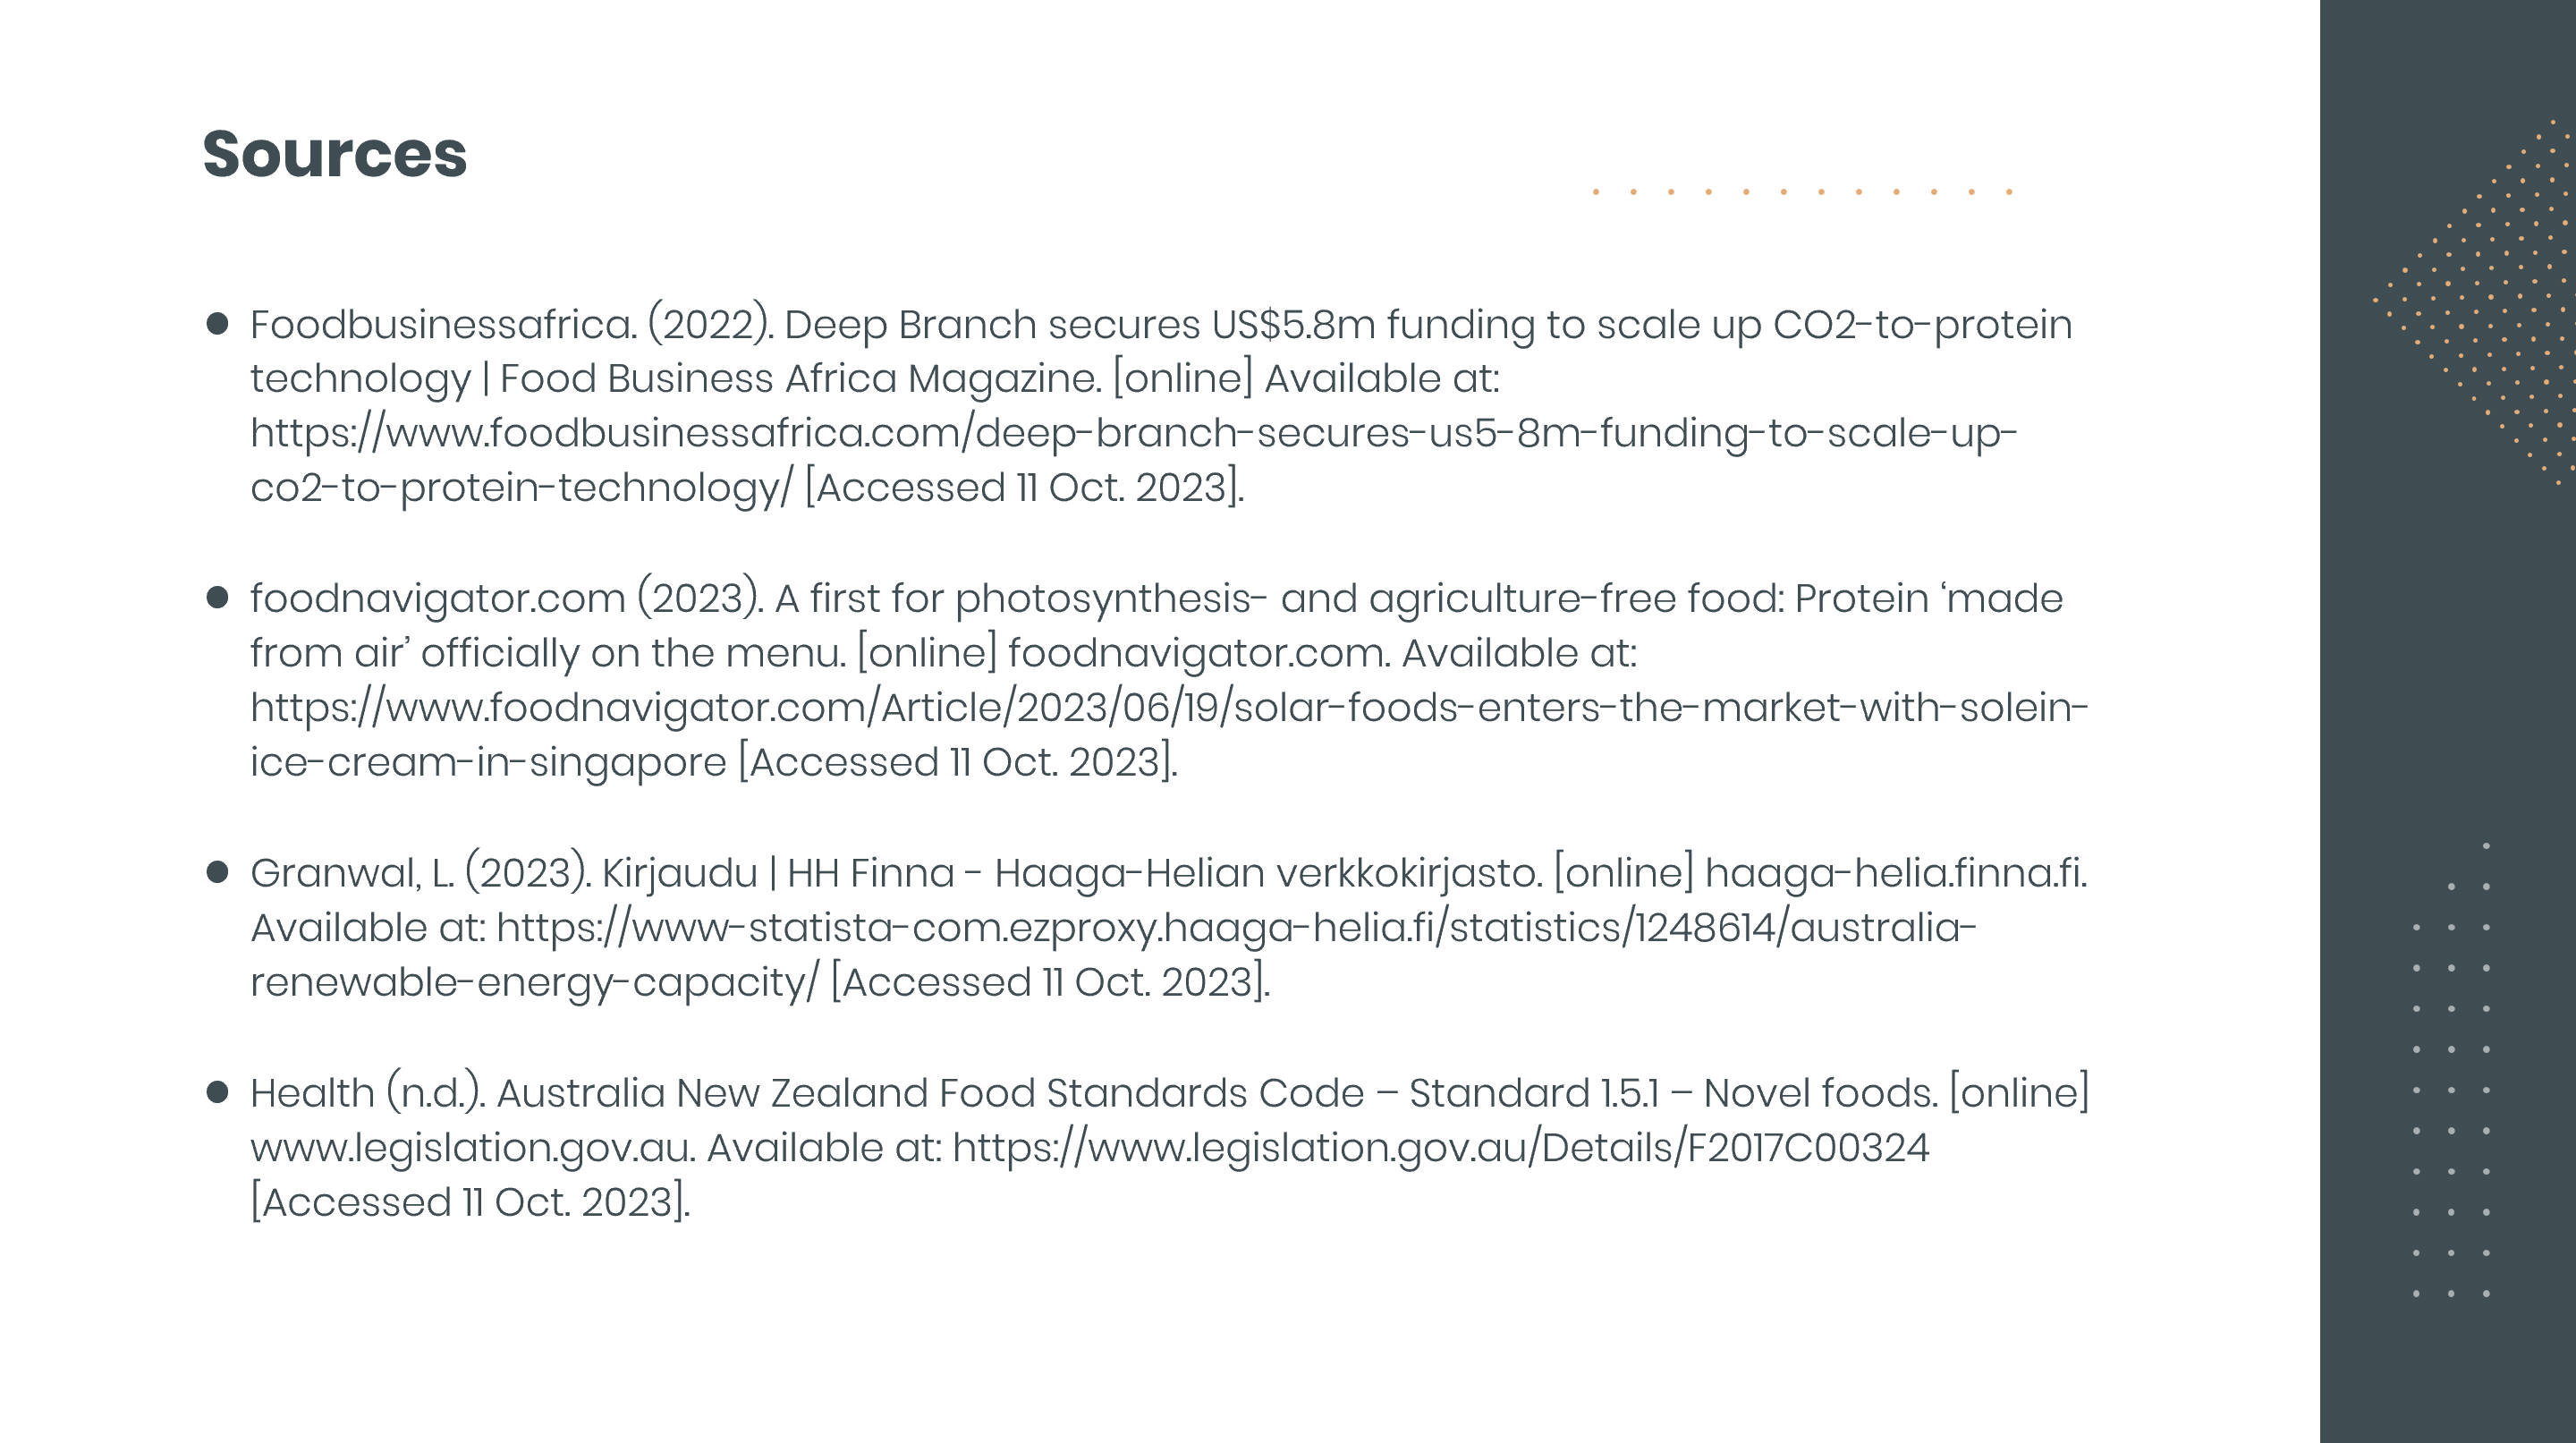 Sources
● Foodbusinessafrica. (2022). Deep Branch secures US$5.8m funding to scale up CO2-to-protein
technology | Food Business Africa Magazine. [online] Available at:
https://www.foodbusinessafrica.com/deep-branch-secures-us5-8m-funding-to-scale-up-
co2-to-protein-technology/ [Accessed 11 Oct. 2023].
● foodnavigator.com (2023). A first for photosynthesis- and agriculture-free food: Protein ‘made
from air’ officially on the menu. [online] foodnavigator.com. Available at:
https://www.foodnavigator.com/Article/2023/06/19/solar-foods-enters-the-market-with-solein-
ice-cream-in-singapore [Accessed 11 Oct. 2023].
● Granwal, L. (2023). Kirjaudu | HH Finna - Haaga-Helian verkkokirjasto. [online] haaga-helia.finna.fi.
Available at: https://www-statista-com.ezproxy.haaga-helia.fi/statistics/1248614/australia-
renewable-energy-capacity/ [Accessed 11 Oct. 2023].
● Health (n.d.). Australia New Zealand Food Standards Code – Standard 1.5.1 – Novel foods. [online]
www.legislation.gov.au. Available at: https://www.legislation.gov.au/Details/F2017C00324
[Accessed 11 Oct. 2023].